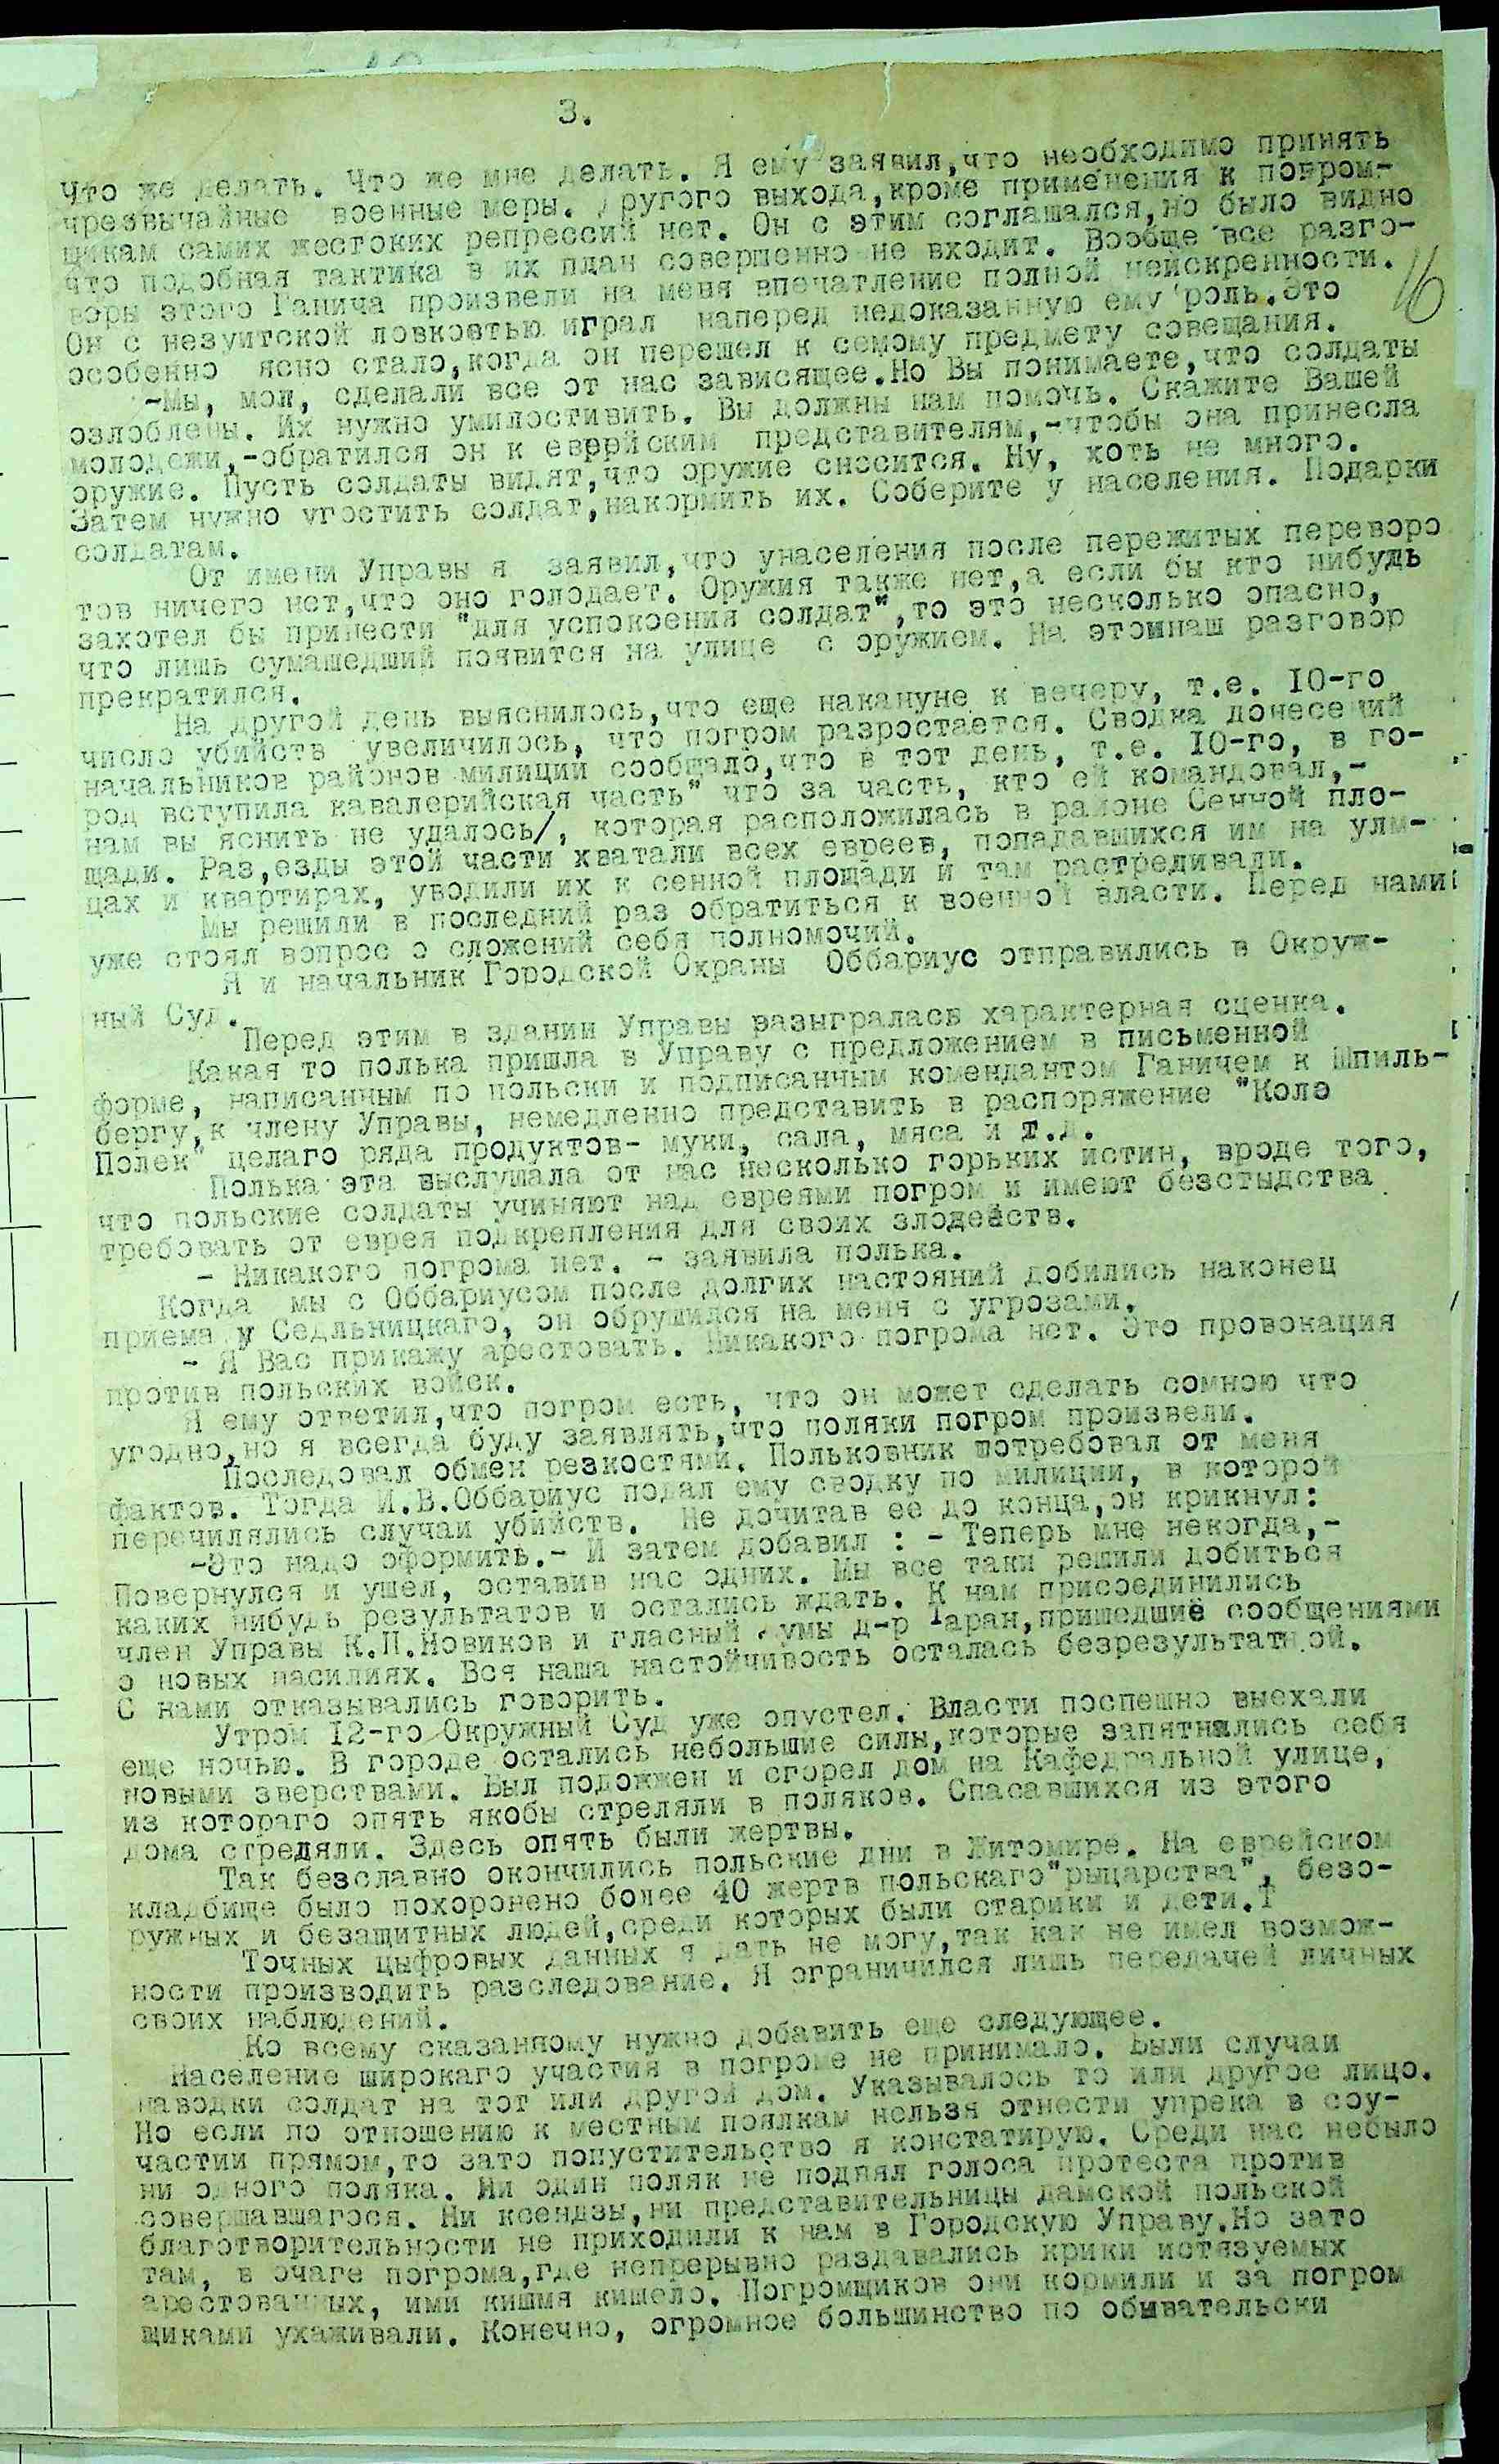 3.
16
что же делать. Что же мне делать. Я ему заявил,что необходимо принять
чрезвычайные военные меры. Другого выхода,кроме применения к погром-
щикам самих жестоких репрессий нет. Он с этим соглашался,но было видно
что подобная тактика в их план совершенно не входит. Вообще все разго-
воры этого Ганича произвели на меня впечатление полной неискренности.
Он с иезуитской ловкостью играл наперед недоказанную ему роль.Это
особенно ясно стало,когда он перешел к семому предмету совещания.
-Мы, мол, сделали все от нас зависящее.Но Вы понимаете,что солдаты
озлоблены. Их нужно умилостивить. Вы должны нам помочь. Скажите Вашей
молодежи,-обратился он к еврейским представителям,-чтобы она принесла
оружие. Пусть солдаты видят,что оружие сносится. Ну, хоть не много.
Затем нужно угостить солдат,накормить их. Соберите у населения. Подарки
солдатам.
От имени Управы я заявил,что унаселения после пережитых переворо
тов ничего нет,что оно голодает. Оружия также нет,а если бы кто нибудь
захотел бы принести "для успокоения солдат",то это несколько опасно,
что лишь сумашедший появится на улице с оружием. На этомнаш разговор
прекратился.
На другой день выяснилось,что еще накануне к вечеру, т.е. 10-го
число убийств увеличилось, что погром разростается. Сводка донесений
начальников районов милиции сообщало,что в тот день, т.е. 10-го, в го-
род вступила кавалерийская часть" что за часть, кто ей командовал,-
нам вы яснить не удалось/, которая расположилась в районе Сенной пло-
щади. Раз,езды этой части хватали всех евреев, попадавшихся им на ули-
цах и квартирах, уводили их к сенной площади и там растреливали.
Мы решили в последний раз обратиться к военной власти. Перед нами
уже стоял вопрос о сложений себя полномочий.
Я и начальник Городской Охраны Оббариус отправились в Окруж-
ный Суд.
Перед этим в здании Управы разыгралась характерная сценка.
Какая то полька пришла в Управу с предложением в письменной
форме, написанным по польски и подписанным комендантом Ганичем к Шпиль-
бергу,к члену Управы, немедленно представить в распоряжение "Коло
Полек" целаго ряда продуктов- муки, сала, мяса и т.д.
Полька эта выслушала от нас несколько горьких истин, вроде того,
что польские солдаты учиняют над евреями погром и имеют безстыдства
требовать от еврея подкрепления для своих злодейств.
- Никакого погрома нет. - заявила полька.
Когда мы с Оббариусом после долгих настояний добились наконец
приема у Седльницкаго, он обрушился на меня с угрозами.
- Я Вас прикажу арестовать. Никакого погрома нет. Это провокация
против польских войск.
Я ему ответил,что погром есть, что он может сделать сомною что
угодно,но я всегда буду заявлять,что поляки погром произвели.
Последовал обмен резкостями. Польковник потребовал от меня
фактов. Тогда И.В.Оббариус подал ему сводку по милиции, в которой
перечилялись случаи убийств. Не дочитав ее до конца,он крикнул:
-Это надо оформить.- И затем добавил : - Теперь мне некогда,-
Повернулся и ушел, оставив нас одних. Мы все таки решили добиться
каких нибудь результатов и остались ждать. К нам присоединились
член Управы К.П.Новиков и гласный Думы д-р Таран,пришедшиё сообщениями
о новых насилиях. Вся наша настойчивость осталась безрезультатной.
С нами отказывались говорить.
Утром 12-го Окружный Суд уже опустел. Власти поспешно выехали
еще ночью. В городе остались небольшие силы,которые запятнались себя
новыми зверствами. Был подожжен и сгорел дом на Кафедральной улице,
из котораго опять якобы стреляли в поляков. Спасавшихся из этого
дома стреляли. Здесь опять были жертвы.
Так безславно окончились польские дни в Житомире. На еврейском
кладбище было похоронено более 40 жертв польскаго"рыцарства", безо-
ружных и безащитных людей,среди которых были старики и дети.
Точных цыфровых данных я дать не могу,так как не имел возмож-
ности производить разследование. Я ограничился лишь передачей личных
своих наблюдений.
Ко всему сказанному нужно добавить еще следующее.
Население широкаго участия в погроме не принимало. Были случаи
наводки солдат на тот или другой дом. Указывалось то или другое лицо.
Но если по отношению к местным поялкам нельзя отнести упрека в соу-
частии прямом,то зато попустительство я констатирую. Среди нас небыло
ни одного поляка. Ни один поляк не поднял голоса протеста против
совершавшагося. Ни ксендзы,ни представительницы дамской польской
благотворительности не приходили к нам в Городскую Управу.Но зато
там, в очаге погрома,где непрерывно раздавались крики истязуемых
арестованных, ими кишмя кишело. Погромщиков они кормили и за погром
щиками ухаживали. Конечно, огромное большинство по обывательски